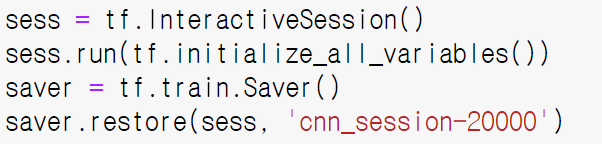 sess = tf.InteractiveSession()
sess.run(tf.initialize_all_variables())
saver = tf.train.Saver()
saver.restore(sess, 'cnn_session-20000')